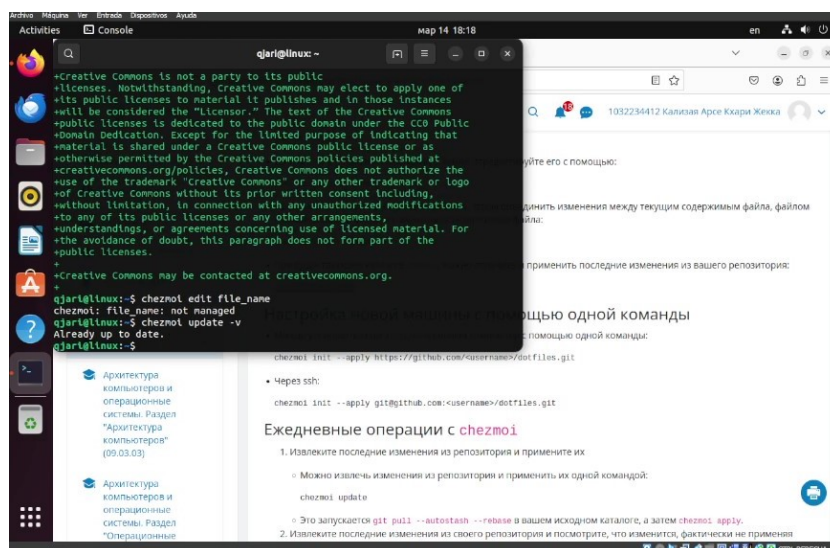 Archivo Máquina Ver Entrada Dispositivos Ayuda
Activities Console мар 14 18:18 en
qjari@linux: ~
+Creative Commons is not a party to its public
+licenses. Notwithstanding, Creative Commons may elect to apply one of
+its public licenses to material it publishes and in those instances
+will be considered the “Licensor.” The text of the Creative Commons
+public licenses is dedicated to the public domain under the CC0 Public
+Domain Dedication. Except for the limited purpose of indicating that
+material is shared under a Creative Commons public license or as
+otherwise permitted by the Creative Commons policies published at
+creativecommons.org/policies, Creative Commons does not authorize the
+use of the trademark "Creative Commons" or any other trademark or logo
+of Creative Commons without its prior written consent including,
+without limitation, in connection with any unauthorized modifications
+to any of its public licenses or any other arrangements,
+understandings, or agreements concerning use of licensed material. For
+the avoidance of doubt, this paragraph does not form part of the
+public licenses.
+
+Creative Commons may be contacted at creativecommons.org.
+
qjari@linux:~$ chezmoi edit file_name
chezmoi: file_name: not managed
qjari@linux:~$ chezmoi update -v
Already up to date.
qjari@linux:~$
18
1032234412 Кализая Арсе Кхари Жекка
его с помощью:
изменения между текущим содержимым файла, файлом
применить последние изменения из вашего репозитория:
Настройка новой машины с помощью одной команды
с помощью одной команды:
chezmoi init --apply https://github.com/<username>/dotfiles.git
• Через ssh:
chezmoi init --apply git@github.com:<username>/dotfiles.git
Ежедневные операции с chezmoi
1. Извлеките последние изменения из репозитория и примените их
◦ Можно извлечь изменения из репозитория и применить их одной командой:
chezmoi update
◦ Это запускается git pull --autostash --rebase в вашем исходном каталоге, а затем chezmoi apply.
2. Извлеките последние изменения из своего репозитория и посмотрите, что изменится, фактически не применяя
Архитектура
компьютеров и
операционные
системы. Раздел
"Архитектура
компьютеров"
(09.03.03)
Архитектура
компьютеров и
операционные
системы. Раздел
"Операционные